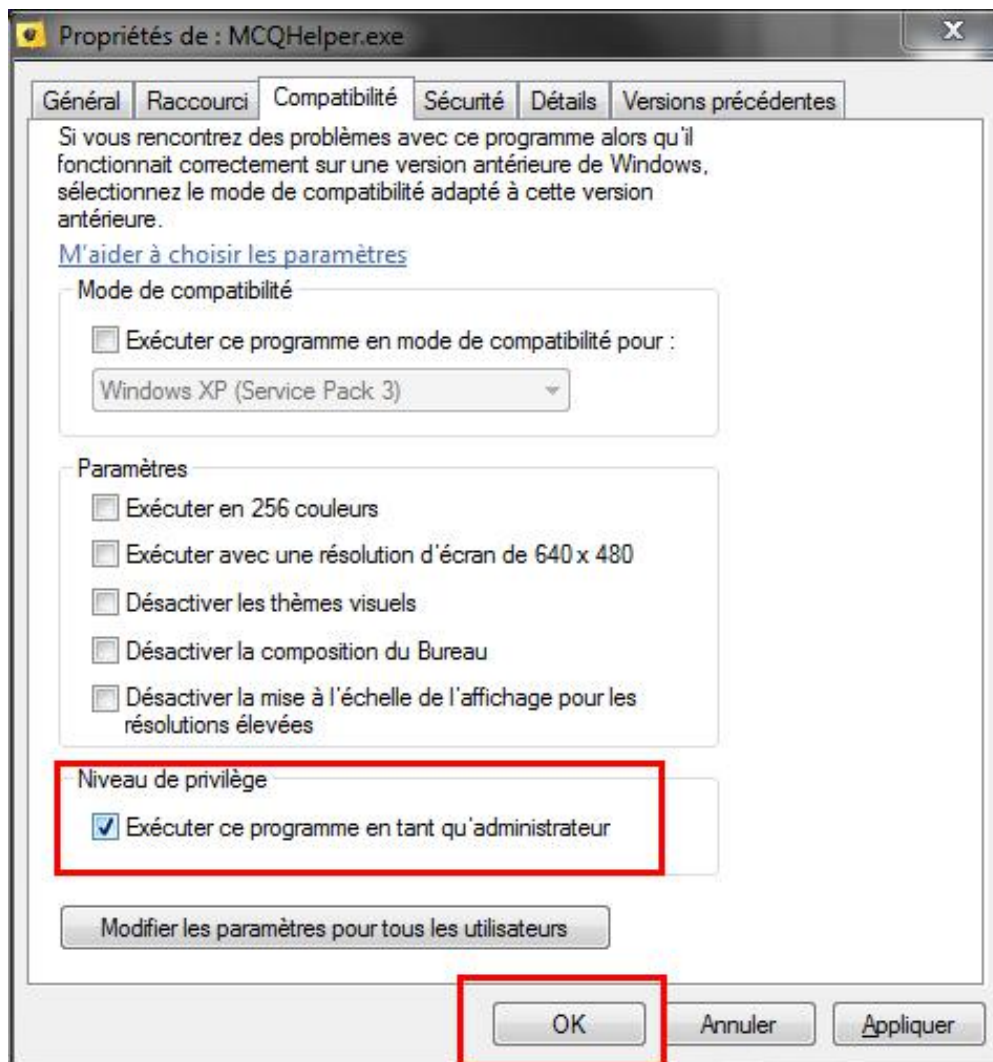 Propriétés de : MCQHelper.exe
Général Raccourci Compatibilité Sécurité Détails Versions précédentes
Si vous rencontrez des problèmes avec ce programme alors qu'il
fonctionnait correctement sur une version antérieure de Windows,
sélectionnez le mode de compatibilité adapté à cette version
antérieure.
M'aider à choisir les paramètres
Mode de compatibilité
Exécuter ce programme en mode de compatibilité pour :
Windows XP (Service Pack 3)
Paramètres
Exécuter en 256 couleurs
Exécuter avec une résolution d'écran de 640 x 480
Désactiver les thèmes visuels
Désactiver la composition du Bureau
Désactiver la mise à l'échelle de l'affichage pour les
résolutions élevées
Niveau de privilège
Exécuter ce programme en tant qu'administrateur
Modifier les paramètres pour tous les utilisateurs
OK Annuler Appliquer